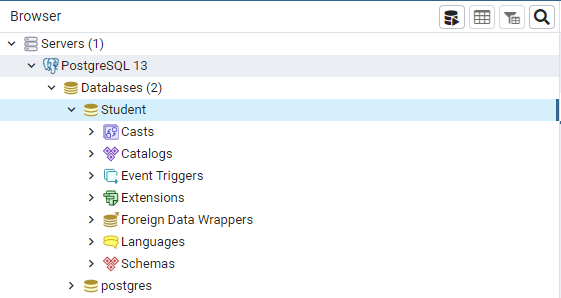 Browser
Servers (1)
PostgreSQL 13
Databases (2)
Student
Casts
Catalogs
Event Triggers
Extensions
Foreign Data Wrappers
Languages
Schemas
postgres